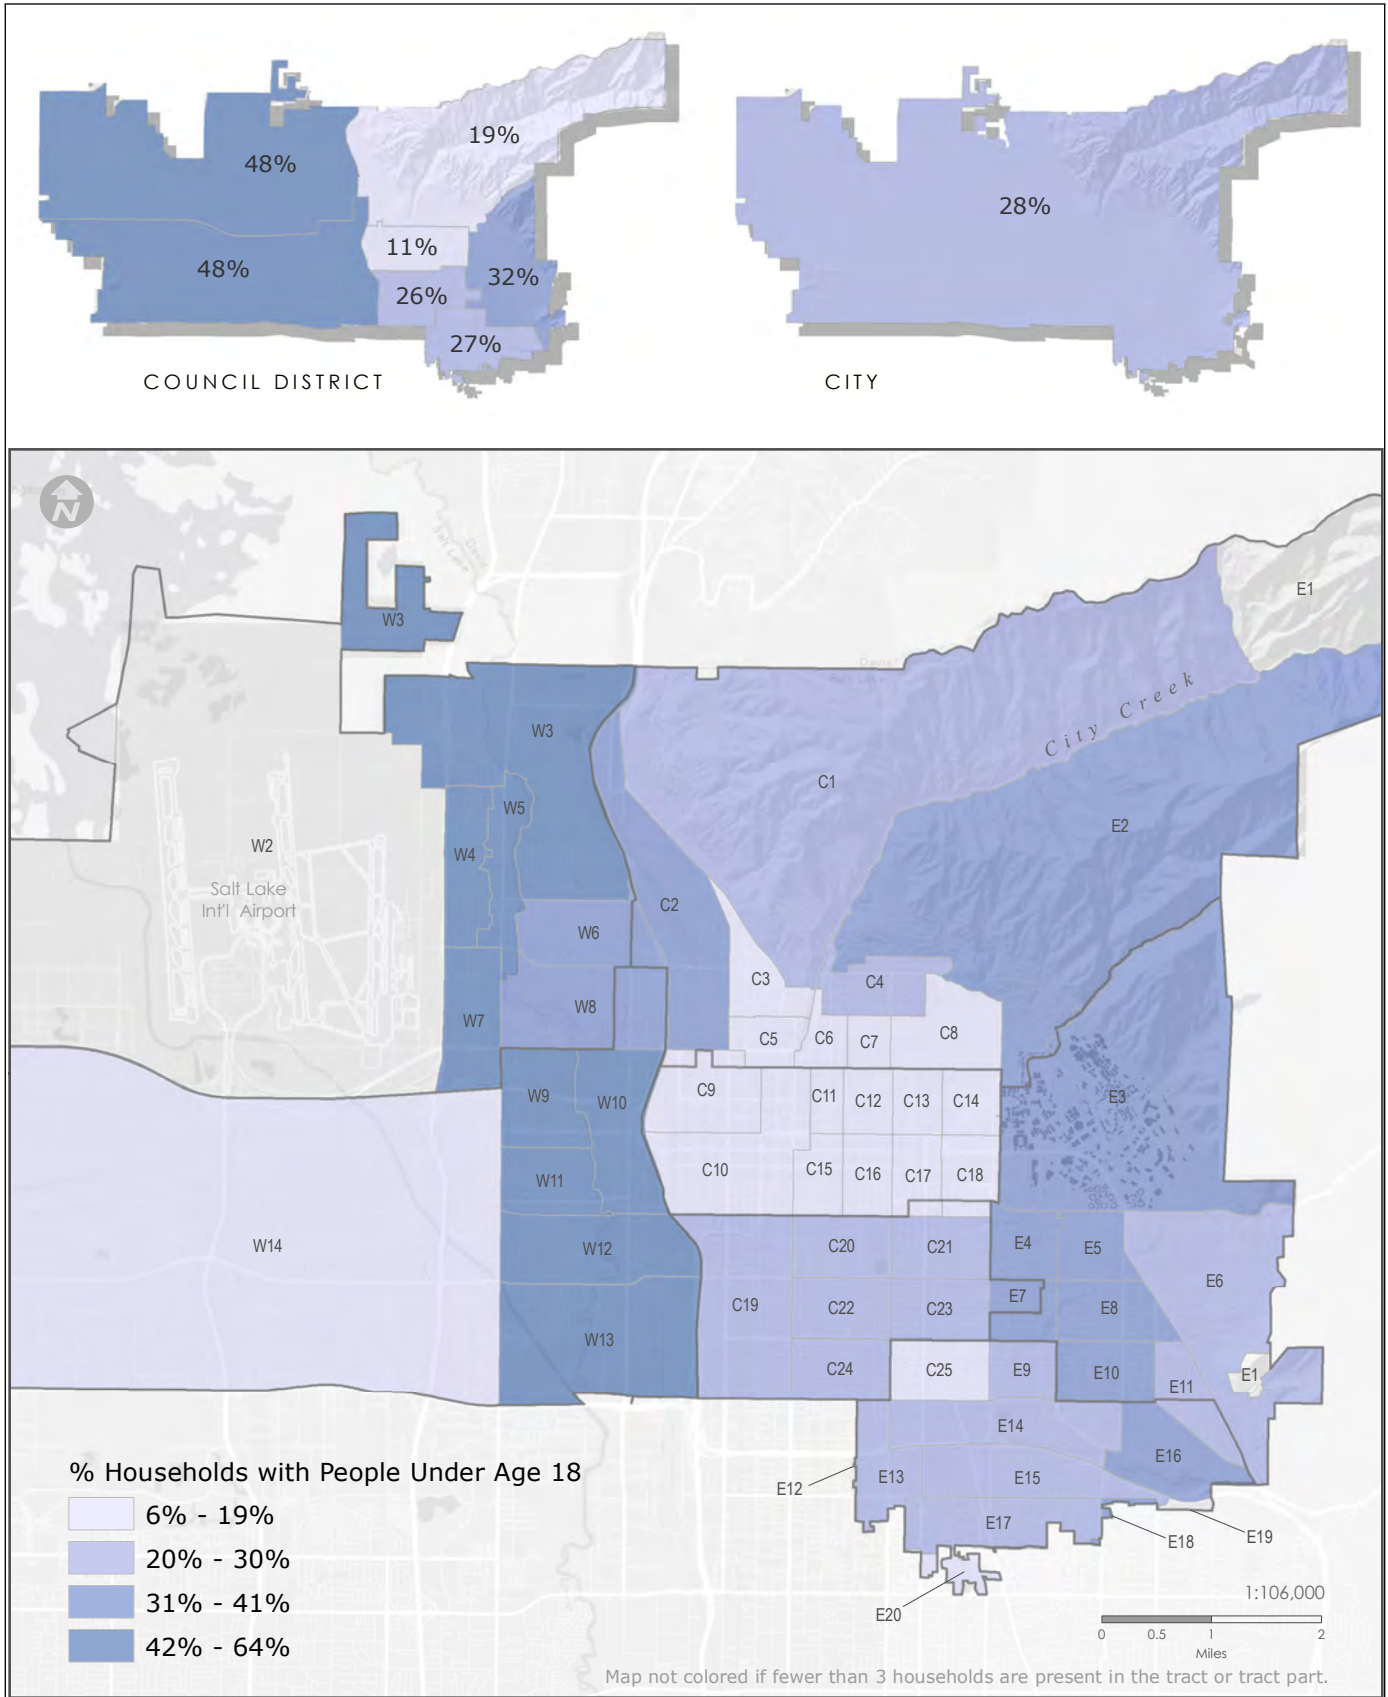 19%
48%
11%
48%
32%
26%
27%
COUNCIL DISTRICT
28%
CITY
N
Davis
Salt Lake
E1
W3
Davis
City Creek
W3
C1
W5
E2
W2
W4
Salt Lake
Int'l Airport
C2
W6
C3
C4
W8
W7
C5
C6
C7
C8
C9
W9
W10
C11
C12
C13
C14
E3
C10
C15
C16
C17
C18
W11
W14
W12
C20
C21
E4
E5
E6
E7
C19
C22
C23
E8
W13
C24
C25
E9
E10
E11
E1
E14
E16
E12
E13
E15
E17
E18
E19
E20
% Households with People Under Age 18
6% - 19%
20% - 30%
31% - 41%
42% - 64%
1:106,000
0 0.5 1 2
Miles
Map not colored if fewer than 3 households are present in the tract or tract part.